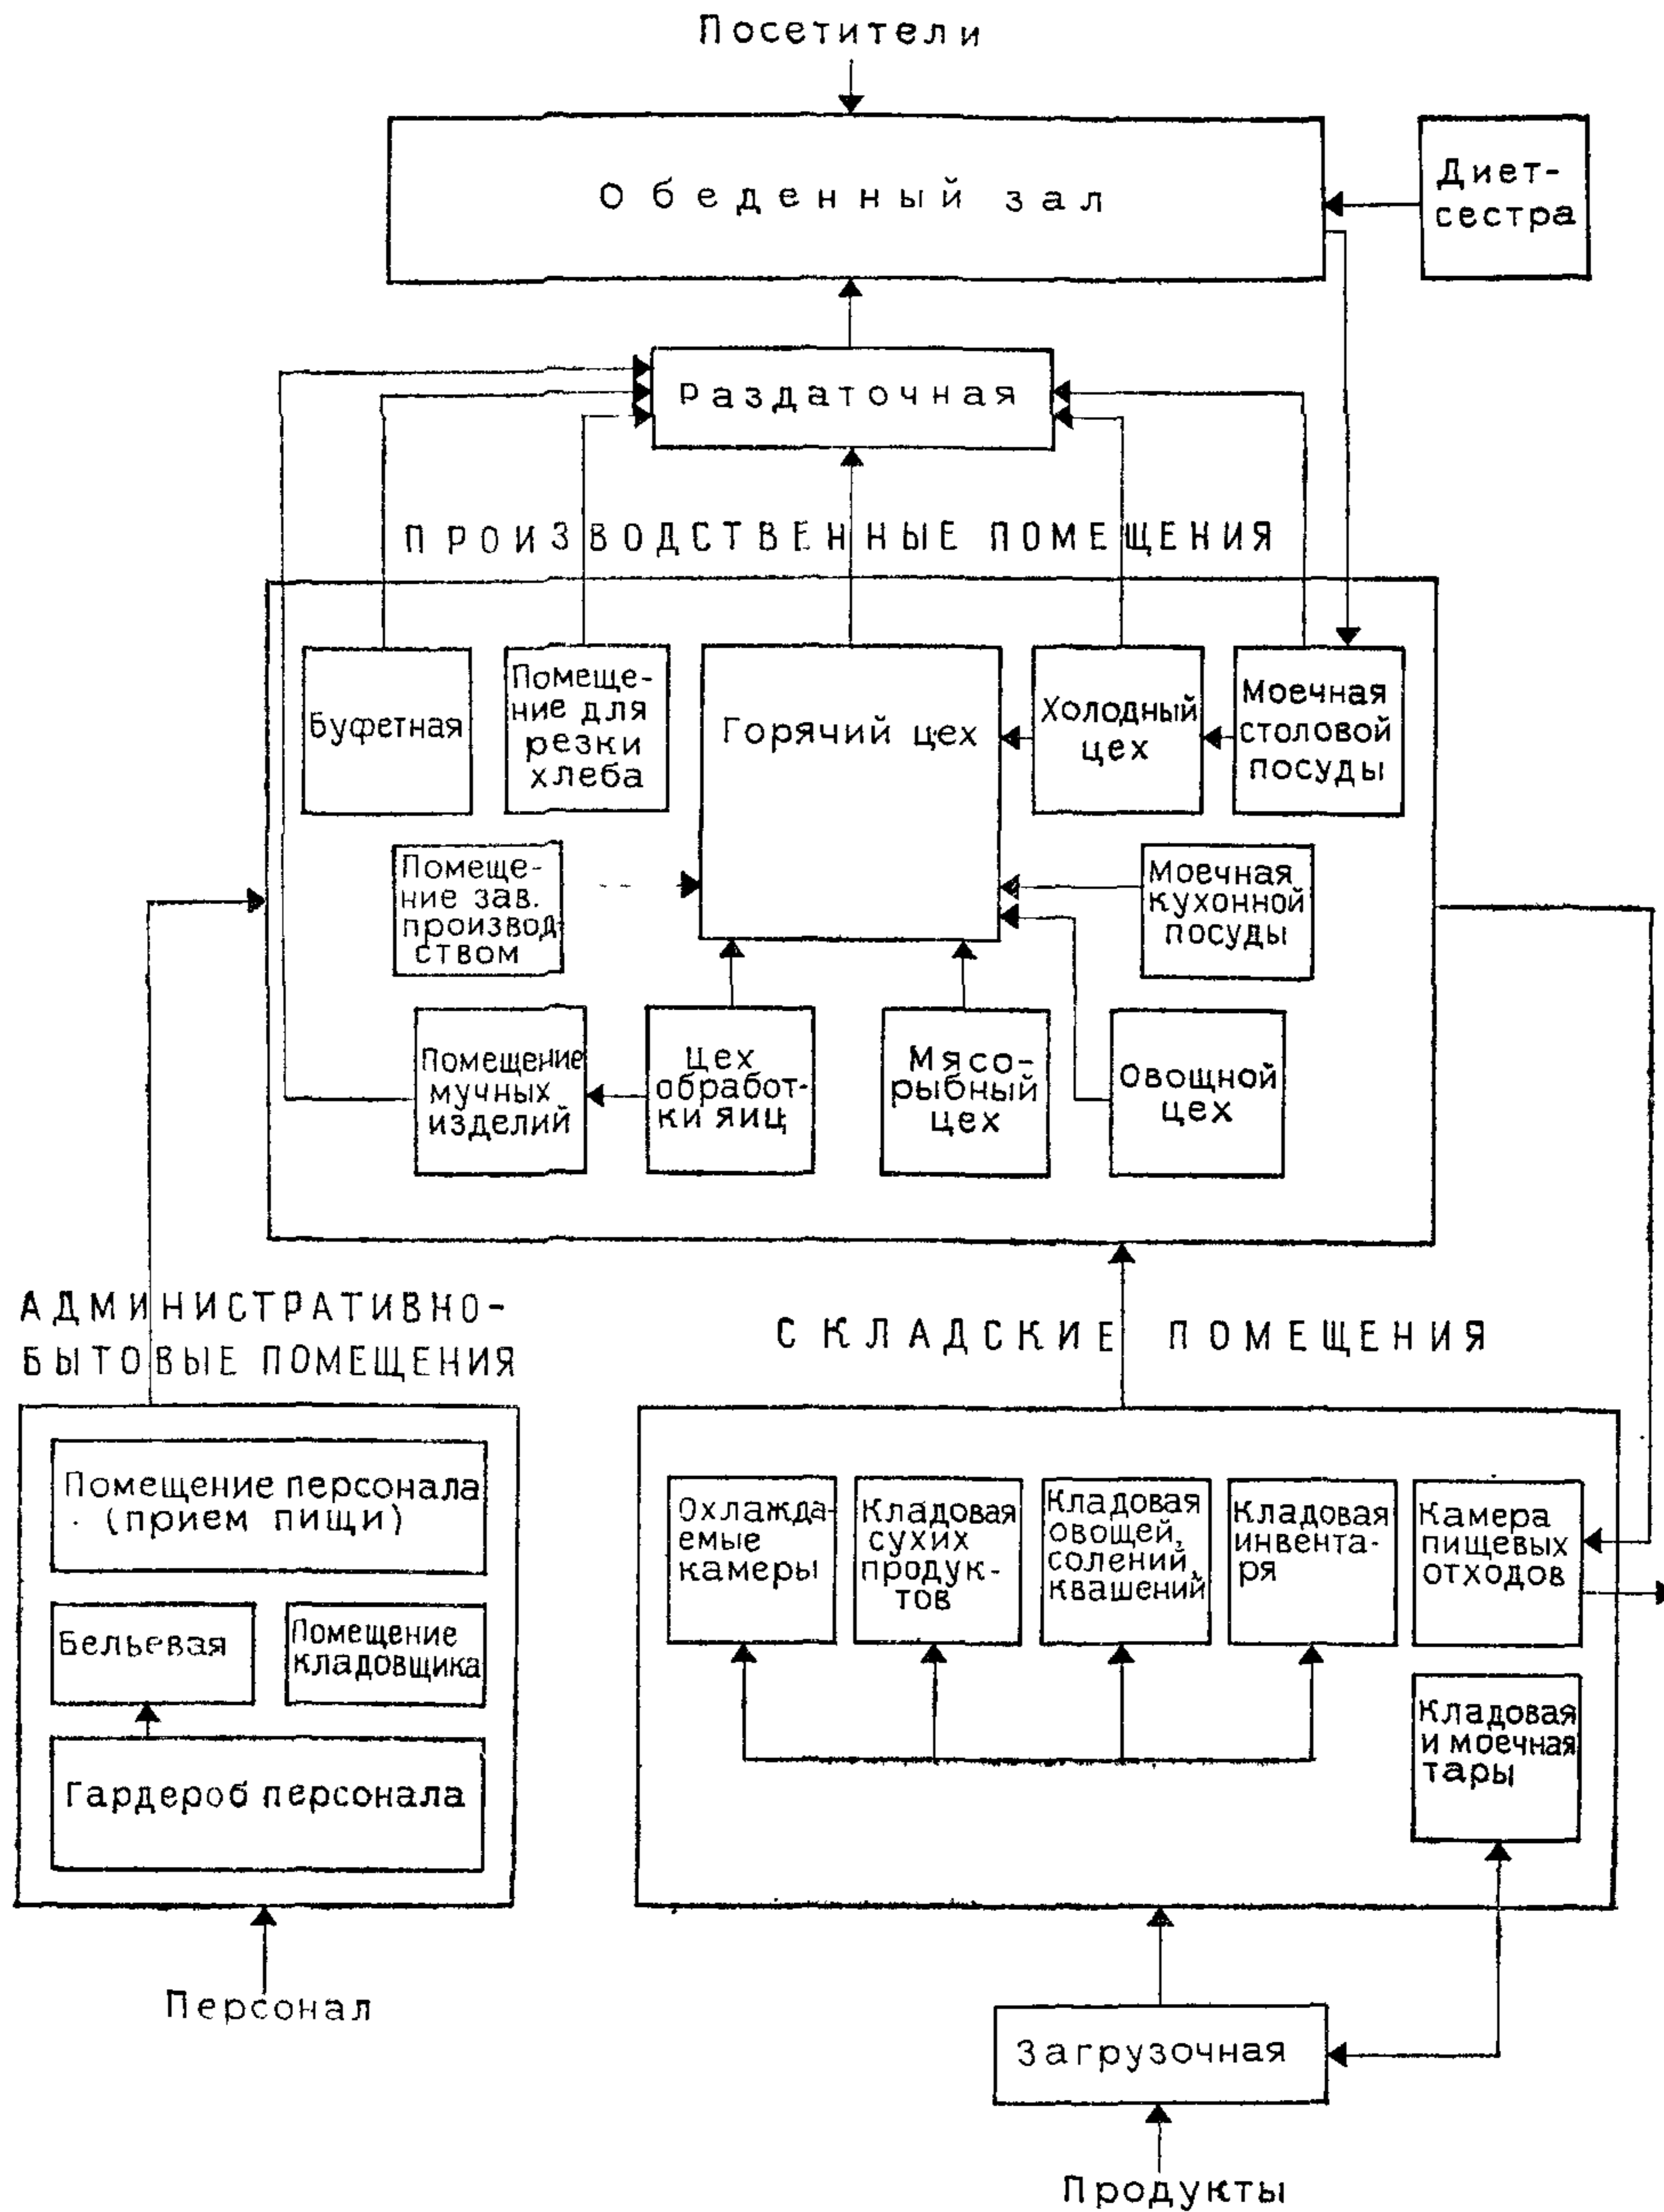 Посетители
Обеденный зал
Диет-
сестра
Раздаточная
ПРОИЗВОДСТВЕННЫЕ ПОМЕЩЕНИЯ
Буфетная
Помеще-
ние для
резки
хлеба
Горячий цех
Холодный
цех
Моечная
столовой
посуды
Помеще-
ние зав.
производ-
ством
Моечная
кухонной
посуды
Помещение
мучных
изделий
Цех
обработ-
ки яиц
Мясо-
рыбный
цех
Овощной
цех
АДМИНИСТРАТИВНО-
БЫТОВЫЕ ПОМЕЩЕНИЯ
Помещение персонала
(прием пищи)
Бельевая
Помещение
кладовщика
Гардероб персонала
Персонал
СКЛАДСКИЕ ПОМЕЩЕНИЯ
Охлажда-
емые
камеры
Кладовая
сухих
продук-
тов
Кладовая
овощей,
солений,
квашений
Кладовая
инвента-
ря
Камера
пищевых
отходов
Кладовая
и моечная
тары
Загрузочная
Продукты